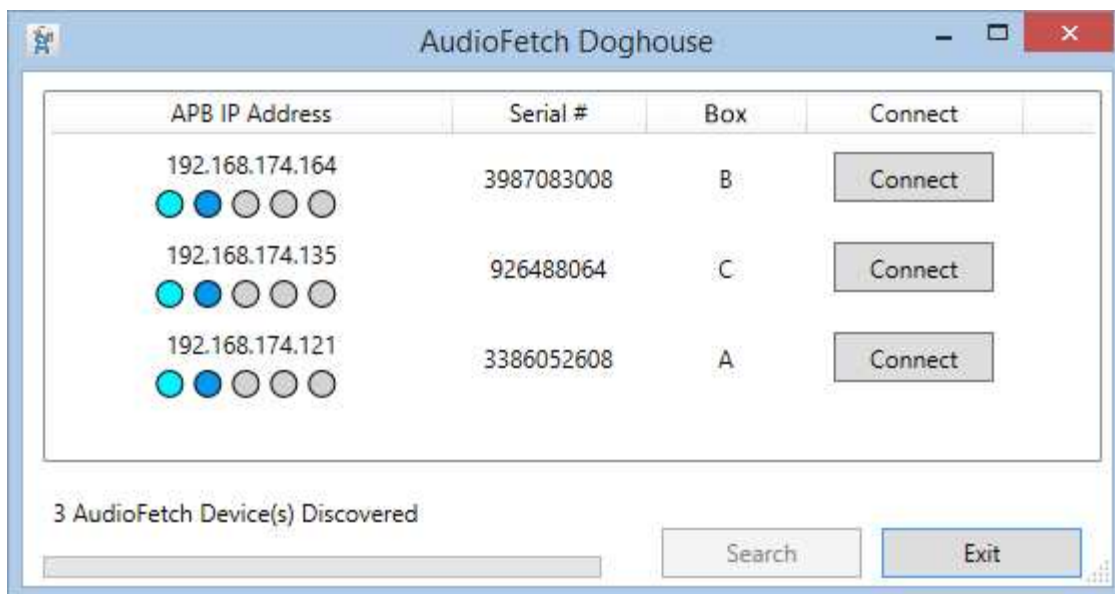 AudioFetch Doghouse
APB IP Address Serial # Box Connect
192.168.174.164
3987083008 B Connect
192.168.174.135
926488064 C Connect
192.168.174.121
3386052608 A Connect
3 AudioFetch Device(s) Discovered
Search Exit